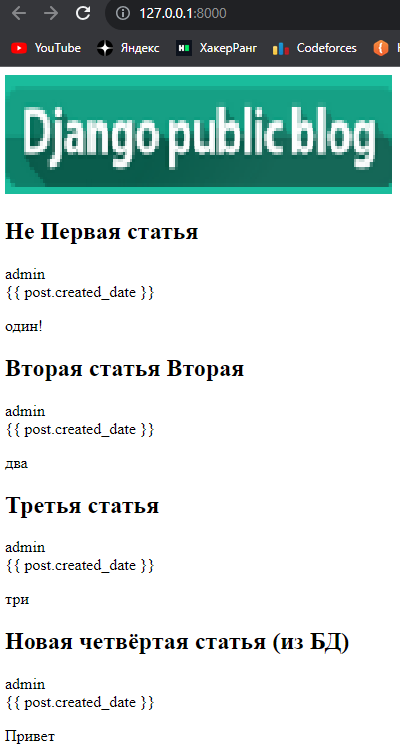 127.0.0.1:8000
YouTube Яндекс ХакерРанг Codeforces
Django public blog
Не Первая статья
admin
{{ post.created_date }}
один!
Вторая статья Вторая
admin
{{ post.created_date }}
два
Третья статья
admin
{{ post.created_date }}
три
Новая четвёртая статья (из БД)
admin
{{ post.created_date }}
Привет